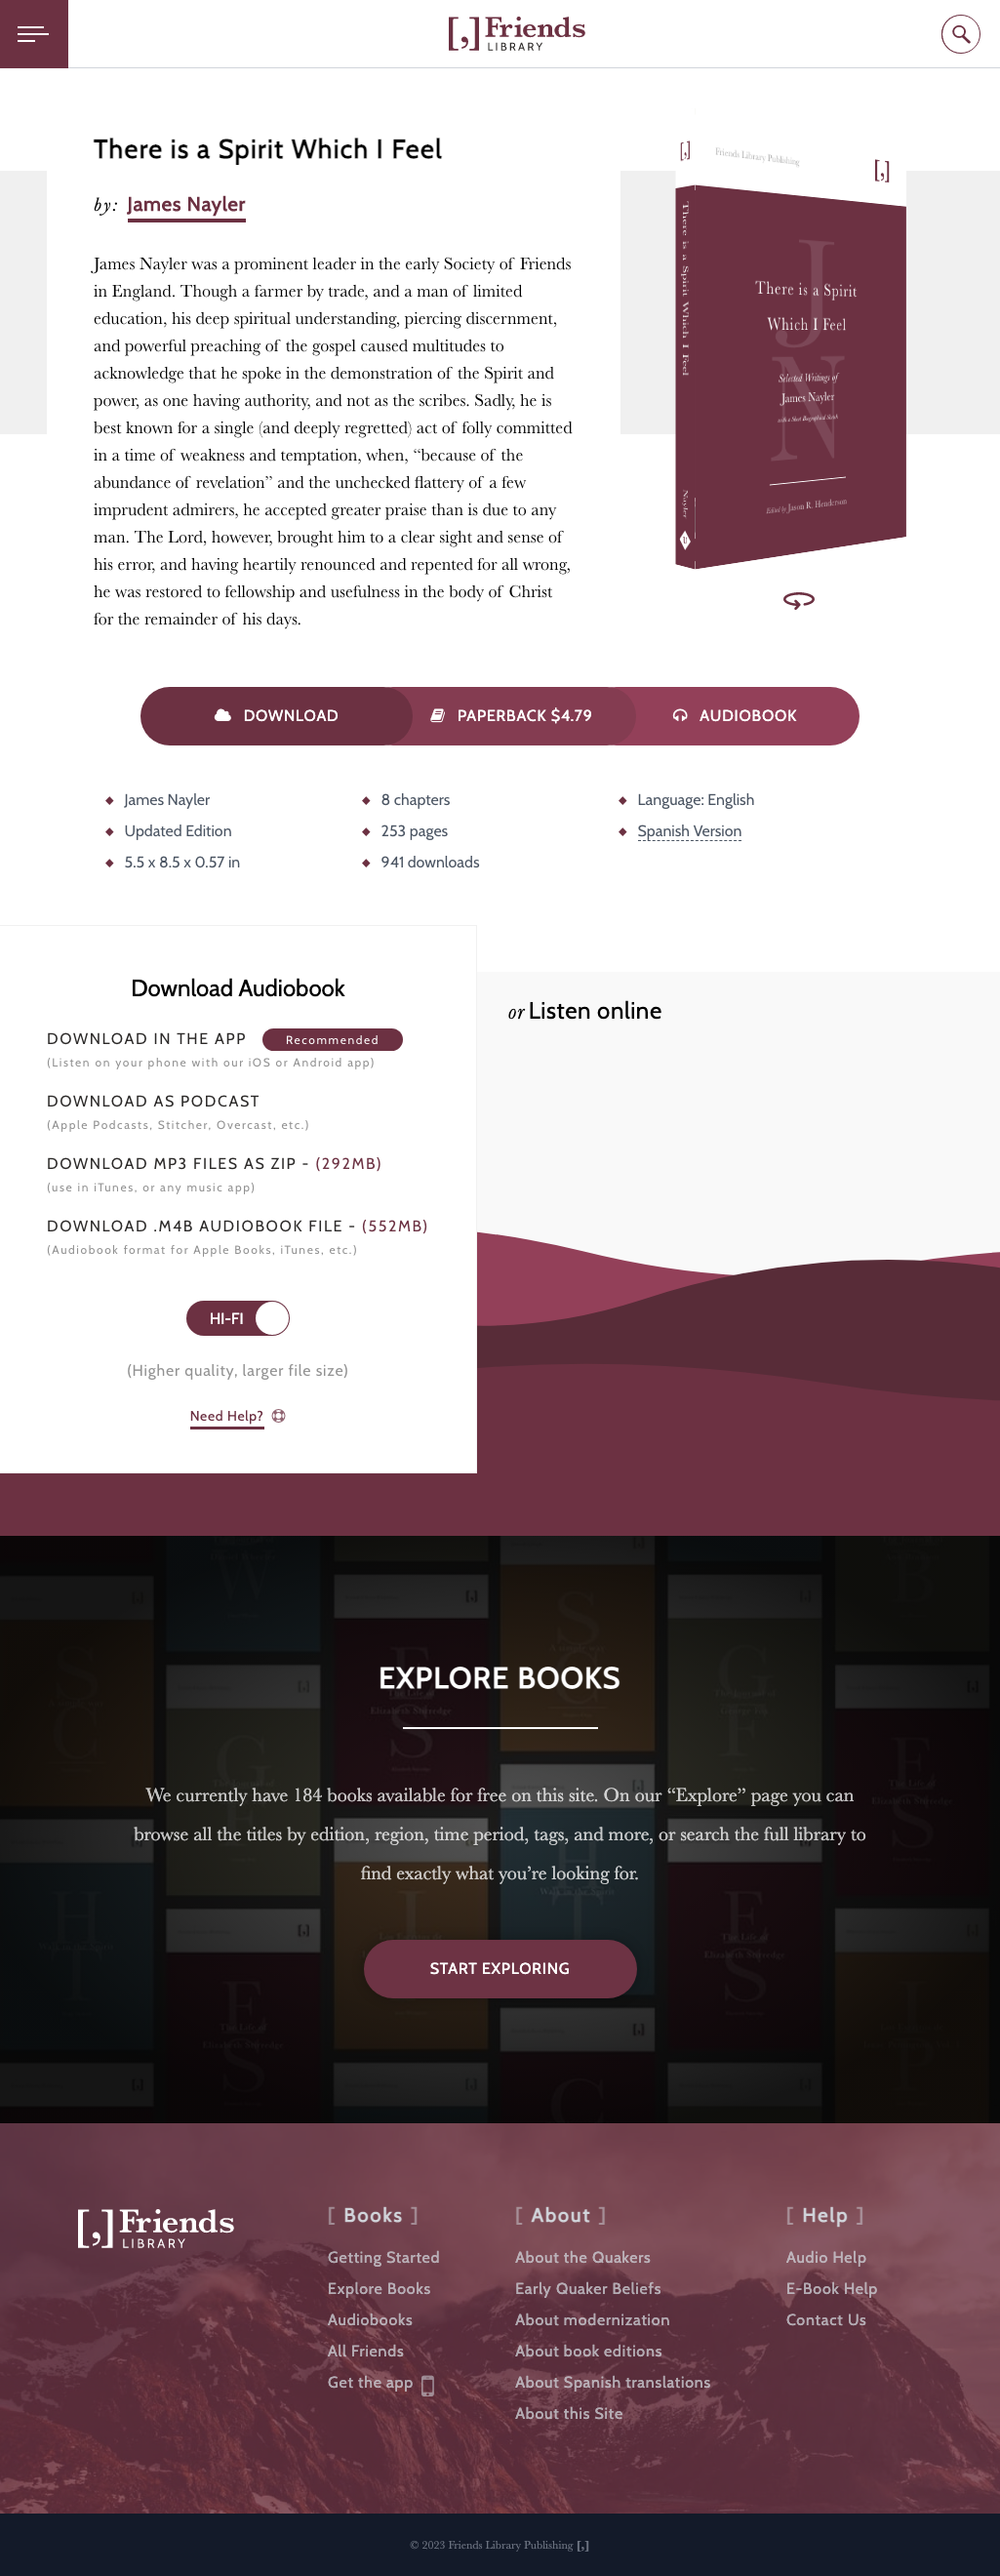 [,] Friends
LIBRARY
There is a Spirit Which I Feel
by: James Nayler
James Nayler was a prominent leader in the early Society of Friends
in England. Though a farmer by trade, and a man of limited
education, his deep spiritual understanding, piercing discernment,
and powerful preaching of the gospel caused multitudes to
acknowledge that he spoke in the demonstration of the Spirit and
power, as one having authority, and not as the scribes. Sadly, he is
best known for a single (and deeply regretted) act of folly committed
in a time of weakness and temptation, when, “because of the
abundance of revelation” and the unchecked flattery of a few
imprudent admirers, he accepted greater praise than is due to any
man. The Lord, however, brought him to a clear sight and sense of
his error, and having heartily renounced and repented for all wrong,
he was restored to fellowship and usefulness in the body of Christ
for the remainder of his days.
[,] Friends Library Publishing [,]
There is a Spirit Which I Feel
Nayler
JN
There is a Spirit
Which I Feel
Selected Writings of
James Nayler
with a Short Biographical Sketch
Edited by Jason R. Henderson
DOWNLOAD
PAPERBACK $4.79
AUDIOBOOK
James Nayler
Updated Edition
5.5 x 8.5 x 0.57 in
8 chapters
253 pages
941 downloads
Language: English
Spanish Version
Download Audiobook
DOWNLOAD IN THE APP Recommended
(Listen on your phone with our iOS or Android app)
DOWNLOAD AS PODCAST
(Apple Podcasts, Stitcher, Overcast, etc.)
DOWNLOAD MP3 FILES AS ZIP - (292MB)
(use in iTunes, or any music app)
DOWNLOAD .M4B AUDIOBOOK FILE - (552MB)
(Audiobook format for Apple Books, iTunes, etc.)
HI-FI
(Higher quality, larger file size)
Need Help?
or Listen online
EXPLORE BOOKS
We currently have 184 books available for free on this site. On our “Explore” page you can
browse all the titles by edition, region, time period, tags, and more, or search the full library to
find exactly what you’re looking for.
START EXPLORING
[,] Friends
LIBRARY
[ Books ]
Getting Started
Explore Books
Audiobooks
All Friends
Get the app
[ About ]
About the Quakers
Early Quaker Beliefs
About modernization
About book editions
About Spanish translations
About this Site
[ Help ]
Audio Help
E-Book Help
Contact Us
© 2023 Friends Library Publishing [,]